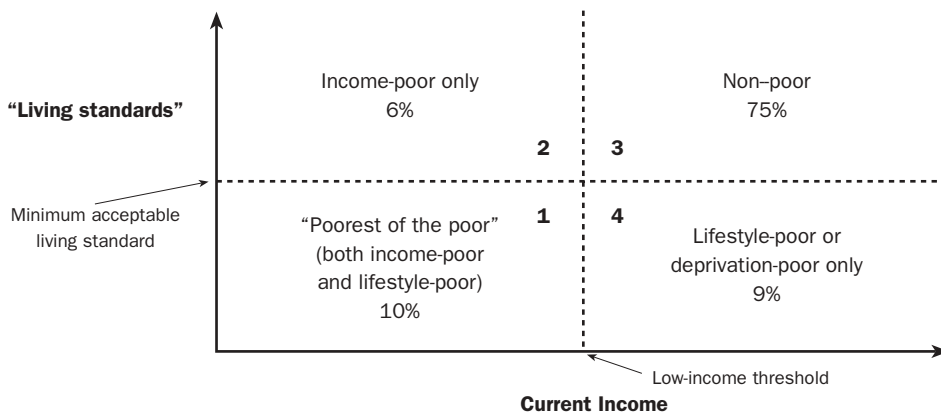 Income-poor only
6%
Non–poor
75%
“Living standards”
2
3
Minimum acceptable
living standard
1
4
“Poorest of the poor”
(both income-poor
and lifestyle-poor)
10%
Lifestyle-poor or
deprivation-poor only
9%
Low-income threshold
Current Income